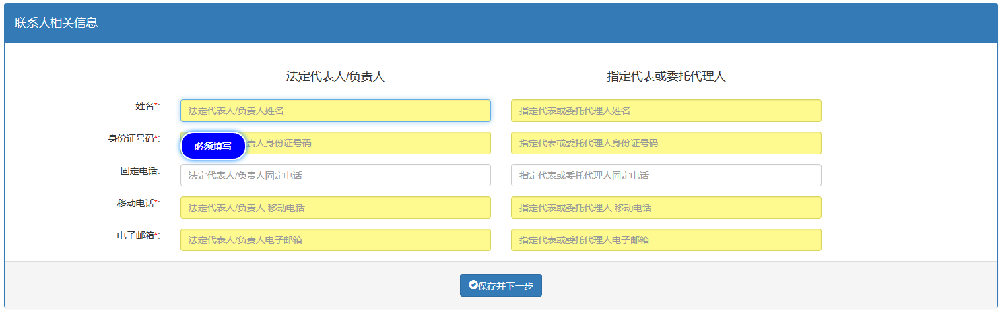 联系人相关信息
法定代表人/负责人 指定代表或委托代理人
姓名*: 法定代表人/负责人姓名 指定代表或委托代理人姓名
身份证号码*: 必须填写 责人身份证号码 指定代表或委托代理人身份证号码
固定电话: 法定代表人/负责人固定电话 指定代表或委托代理人固定电话
移动电话*: 法定代表人/负责人 移动电话 指定代表或委托代理人 移动电话
电子邮箱*: 法定代表人/负责人电子邮箱 指定代表或委托代理人电子邮箱
保存并下一步